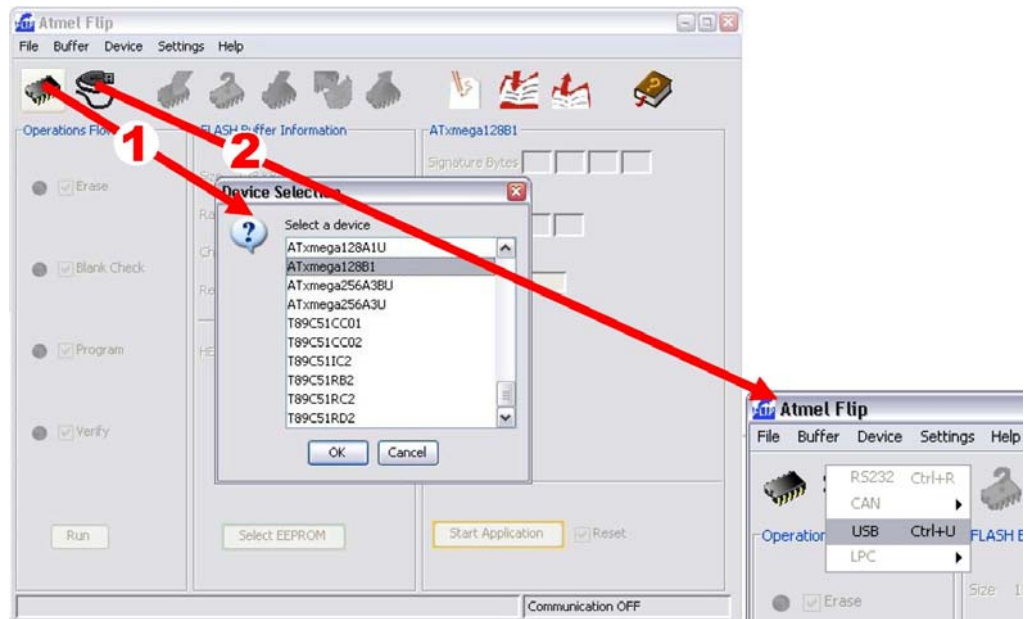 Atmel Flip
File Buffer Device Settings Help
1
2
Operations Flow
FLASH Buffer Information
ATxmega128B1
Signature Bytes
Erase
Blank Check
Program
Verify
Device Selection
Select a device
ATxmega128A1U
ATxmega128B1
ATxmega256A3BU
ATxmega256A3U
T89C51CC01
T89C51CC02
T89C51IC2
T89C51RB2
T89C51RC2
T89C51RD2
OK Cancel
Run
Select EEPROM
Start Application Reset
Communication OFF
Atmel Flip
File Buffer Device Settings Help
RS232 Ctrl+R
CAN
USB Ctrl+U
LPC
Operation
FLASH B
Size 1
Erase